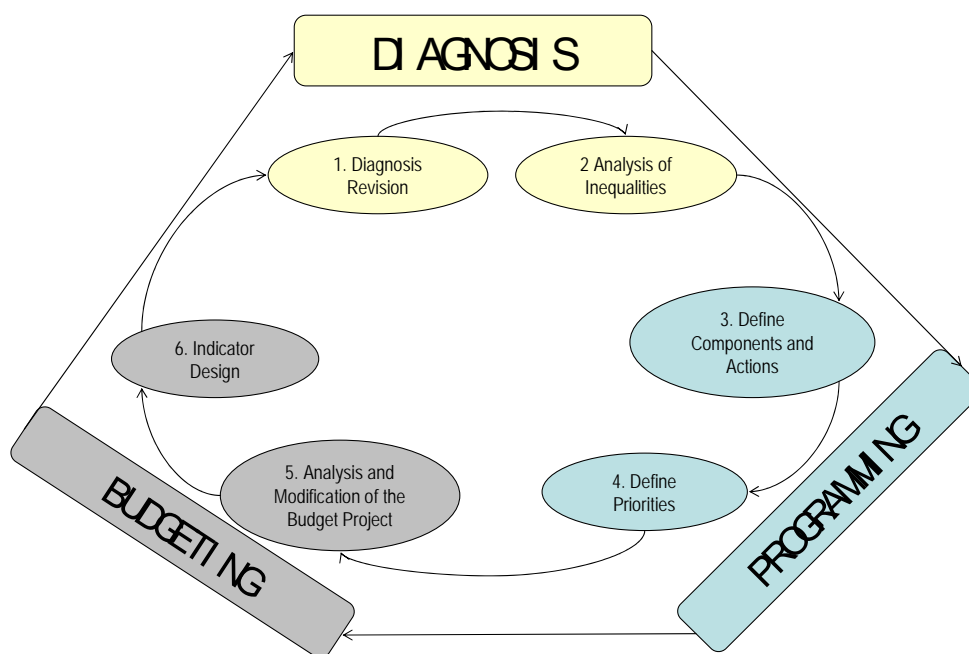 DIAGNOSIS
1. Diagnosis
Revision
2 Analysis of
Inequalities
3. Define
Components and
Actions
4. Define
Priorities
5. Analysis and
Modification of the
Budget Project
6. Indicator
Design
PROGRAMMING
BUDGETING